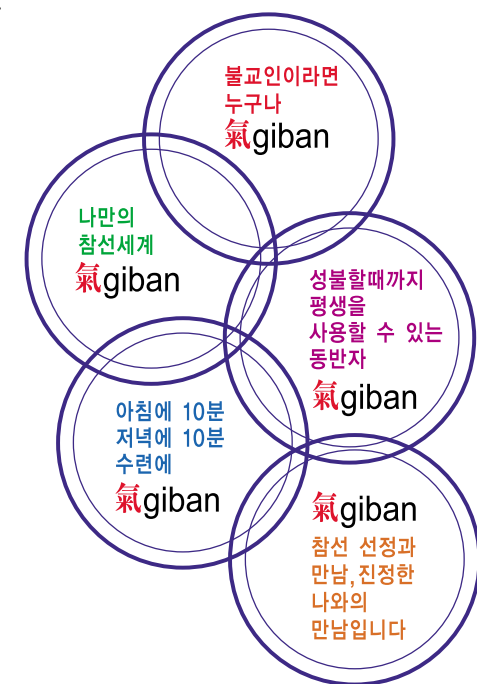 불교인이라면
누구나
氣giban
나만의
참선세계
氣giban
성불할때까지
평생을
사용할 수 있는
동반자
氣giban
아침에 10분
저녁에 10분
수련에
氣giban
氣giban
참선 선정과
만남,진정한
나와의
만남입니다